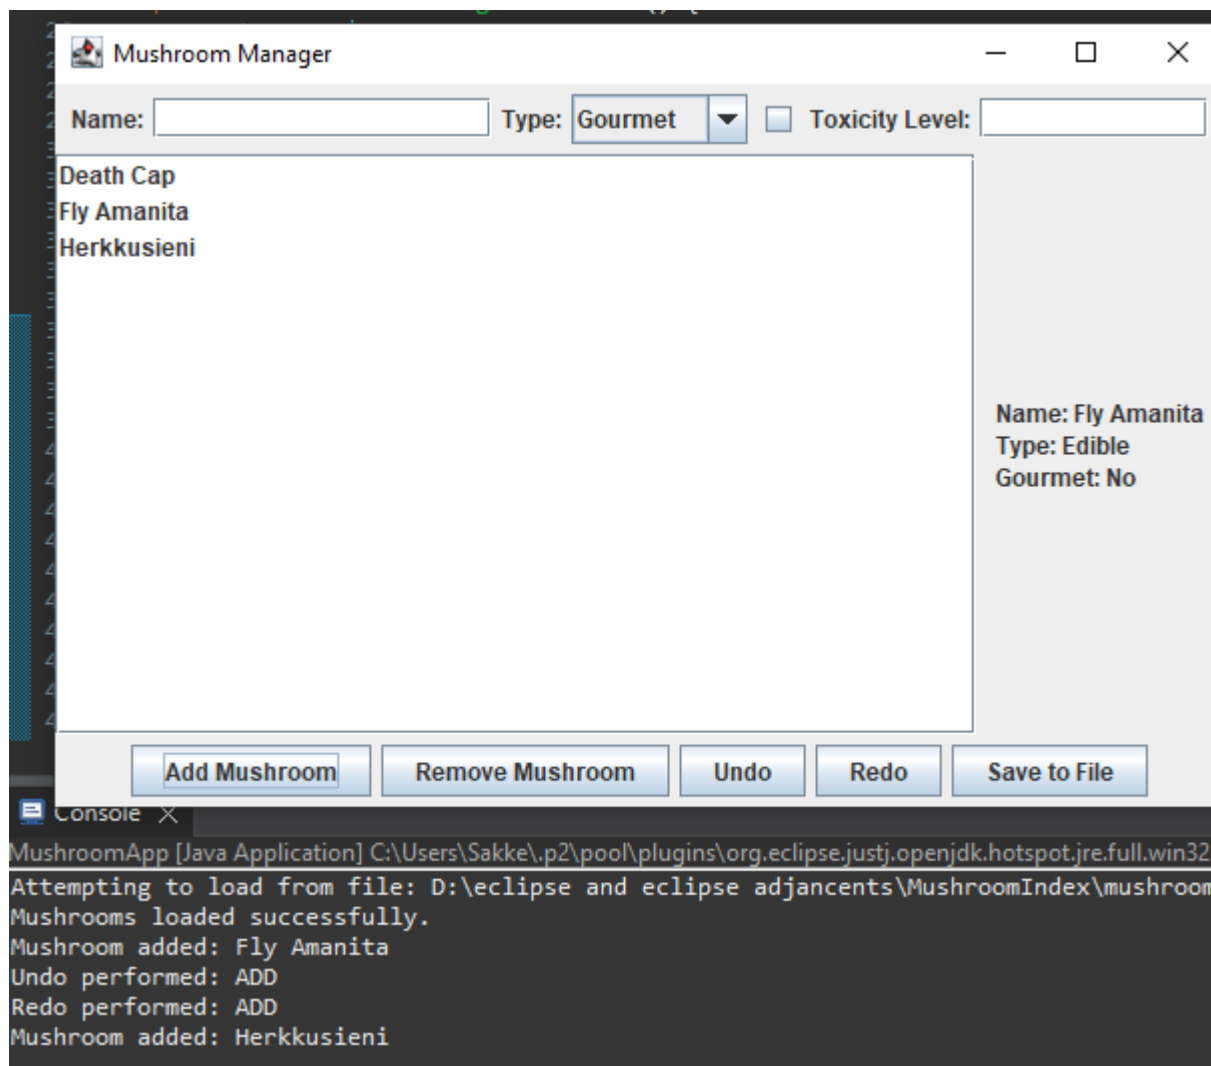 Mushroom Manager
Name: Type: Gourmet Toxicity Level:
Death Cap
Fly Amanita
Herkkusieni
Name: Fly Amanita
Type: Edible
Gourmet: No
Add Mushroom Remove Mushroom Undo Redo Save to File
Console
MushroomApp [Java Application] C:\Users\Sakke\.p2\pool\plugins\org.eclipse.justj.openjdk.hotspot.jre.full.win32
Attempting to load from file: D:\eclipse and eclipse adjancents\MushroomIndex\mushroom
Mushrooms loaded successfully.
Mushroom added: Fly Amanita
Undo performed: ADD
Redo performed: ADD
Mushroom added: Herkkusieni